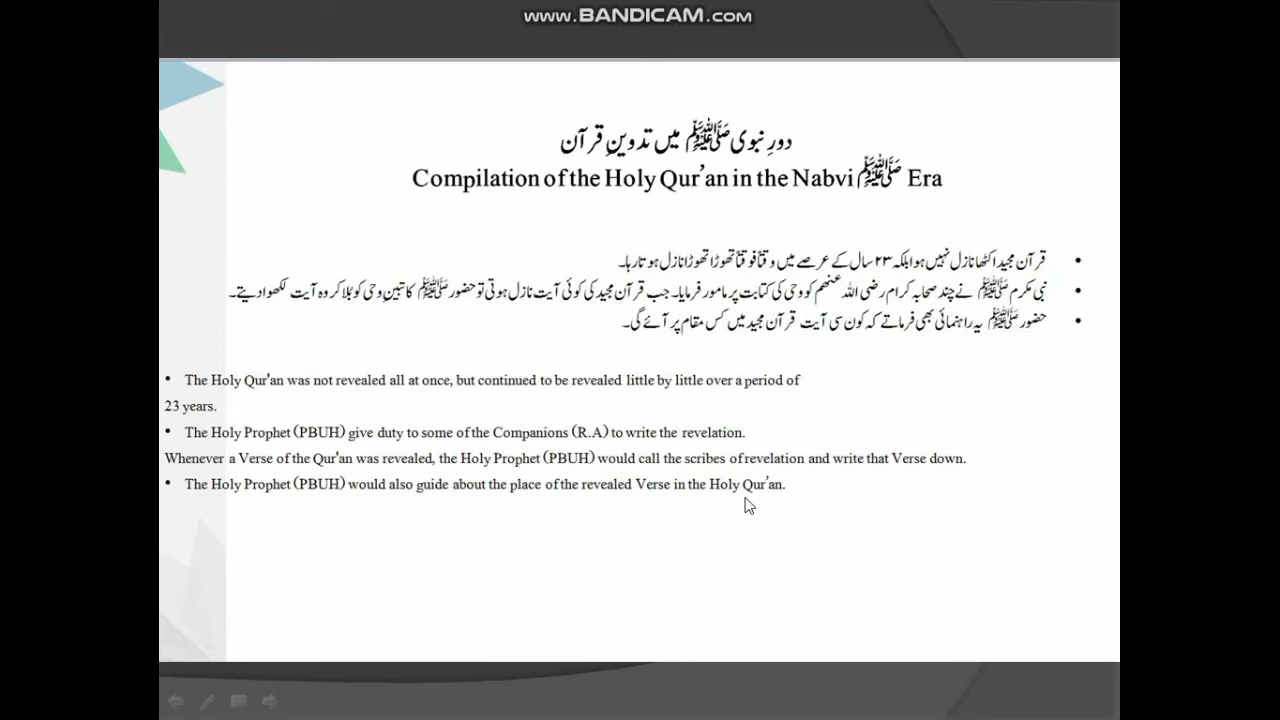 www.BANDICAM.com
دورِ نبوی ﷺ میں تدوینِ قرآن
Compilation of the Holy Qur’an in the Nabvi ﷺ Era
• قرآن مجید اکٹھا نازل نہیں ہوا بلکہ ۲۳ سال کے عرصے میں وقتاً فوقتاً تھوڑا تھوڑا نازل ہوتا رہا۔
• نبی مکرم ﷺ نے چند صحابہ کرام رضی اللہ عنھم کو وحی کی کتابت پر مامور فرمایا۔ جب قرآن مجید کی کوئی آیت نازل ہوتی تو حضور ﷺ کاتبینِ وحی کو بُلا کر وہ آیت لکھوا دیتے۔
• حضور ﷺ یہ راہنمائی بھی فرماتے کہ کون سی آیت قرآن مجید میں کس مقام پر آئے گی۔
• The Holy Qur'an was not revealed all at once, but continued to be revealed little by little over a period of
23 years.
• The Holy Prophet (PBUH) give duty to some of the Companions (R.A) to write the revelation.
Whenever a Verse of the Qur'an was revealed, the Holy Prophet (PBUH) would call the scribes of revelation and write that Verse down.
• The Holy Prophet (PBUH) would also guide about the place of the revealed Verse in the Holy Qur’an.